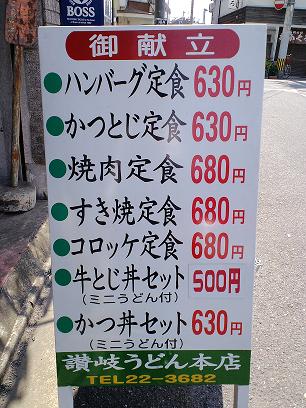 BOSS
御献立
●ハンバーグ定食 630円
●かつとじ定食 630円
●焼肉定食 680円
●すき焼定食 680円
●コロッケ定食 680円
●牛とじ丼セット 500円
(ミニうどん付)
●かつ丼セット 630円
(ミニうどん付)
讃岐うどん本店
TEL22-3682